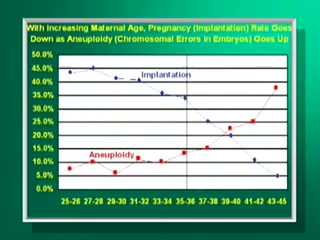 With Increasing Maternal Age, Pregnancy (Implantation) Rate Goes
Down as Aneuploidy (Chromosomal Errors in Embryos) Goes Up
50.0%
45.0%
40.0%
35.0%
30.0%
25.0%
20.0%
15.0%
10.0%
5.0%
0.0%
Implantation
Aneuploidy
25-26 27-28 29-30 31-32 33-34 35-36 37-38 39-40 41-42 43-45